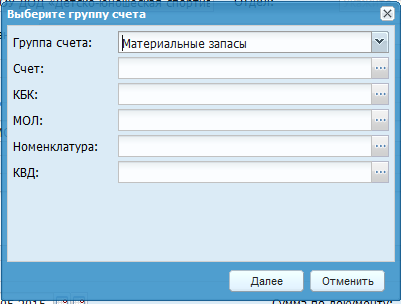 Выберите группу счета
Группа счета: Материальные запасы
Счет:
КБК:
МОЛ:
Номенклатура:
КВД:
Далее Отменить